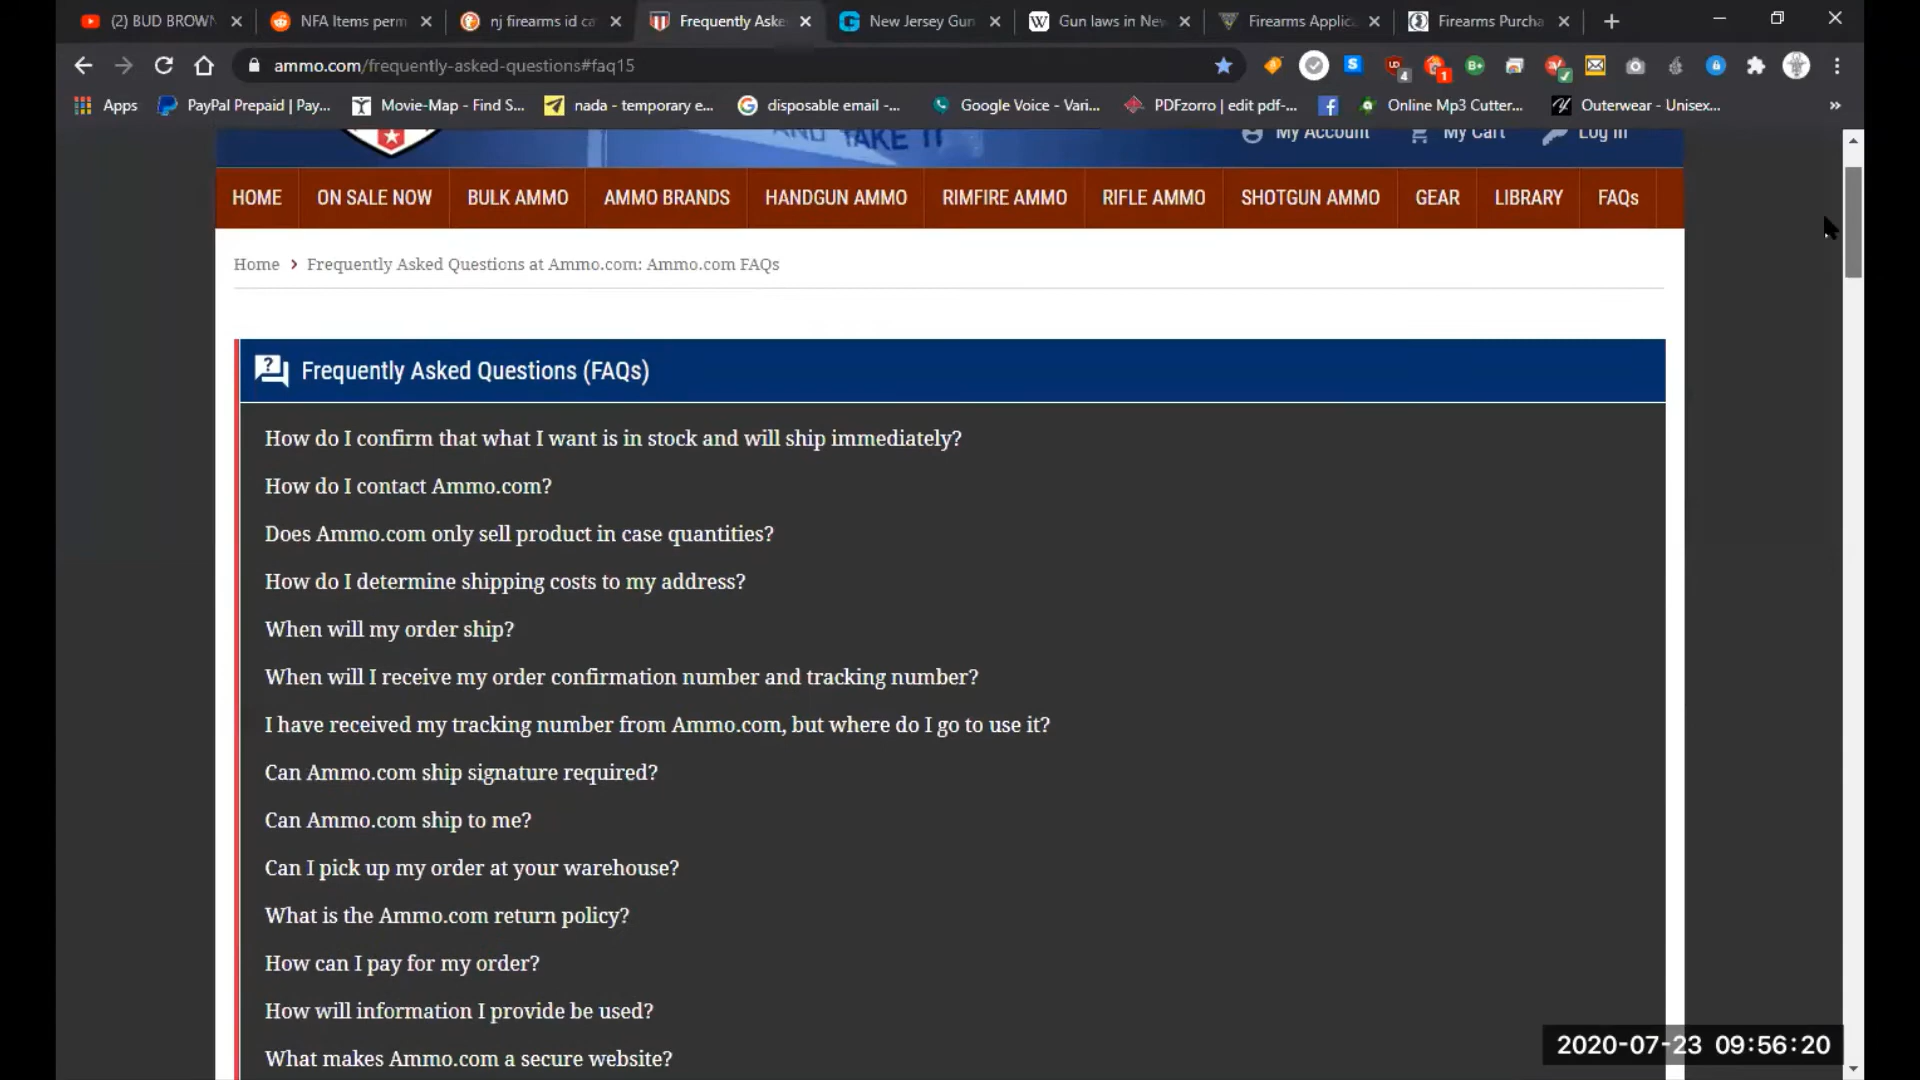 (2) BUD BROWN
NFA Items perm
nj firearms id ca
Frequently Aske
New Jersey Gun
Gun laws in New
Firearms Applic
Firearms Purcha
ammo.com/frequently-asked-questions#faq15
Apps
PayPal Prepaid | Pay...
Movie-Map - Find S...
nada - temporary e...
disposable email -...
Google Voice - Vari...
PDFzorro | edit pdf-...
Online Mp3 Cutter...
Outerwear - Unisex...
AND TAKE IT
My Account
My Cart
Log In
HOME
ON SALE NOW
BULK AMMO
AMMO BRANDS
HANDGUN AMMO
RIMFIRE AMMO
RIFLE AMMO
SHOTGUN AMMO
GEAR
LIBRARY
FAQs
Home > Frequently Asked Questions at Ammo.com: Ammo.com FAQs
Frequently Asked Questions (FAQs)
How do I confirm that what I want is in stock and will ship immediately?
How do I contact Ammo.com?
Does Ammo.com only sell product in case quantities?
How do I determine shipping costs to my address?
When will my order ship?
When will I receive my order confirmation number and tracking number?
I have received my tracking number from Ammo.com, but where do I go to use it?
Can Ammo.com ship signature required?
Can Ammo.com ship to me?
Can I pick up my order at your warehouse?
What is the Ammo.com return policy?
How can I pay for my order?
How will information I provide be used?
What makes Ammo.com a secure website?
2020-07-23 09:56:20